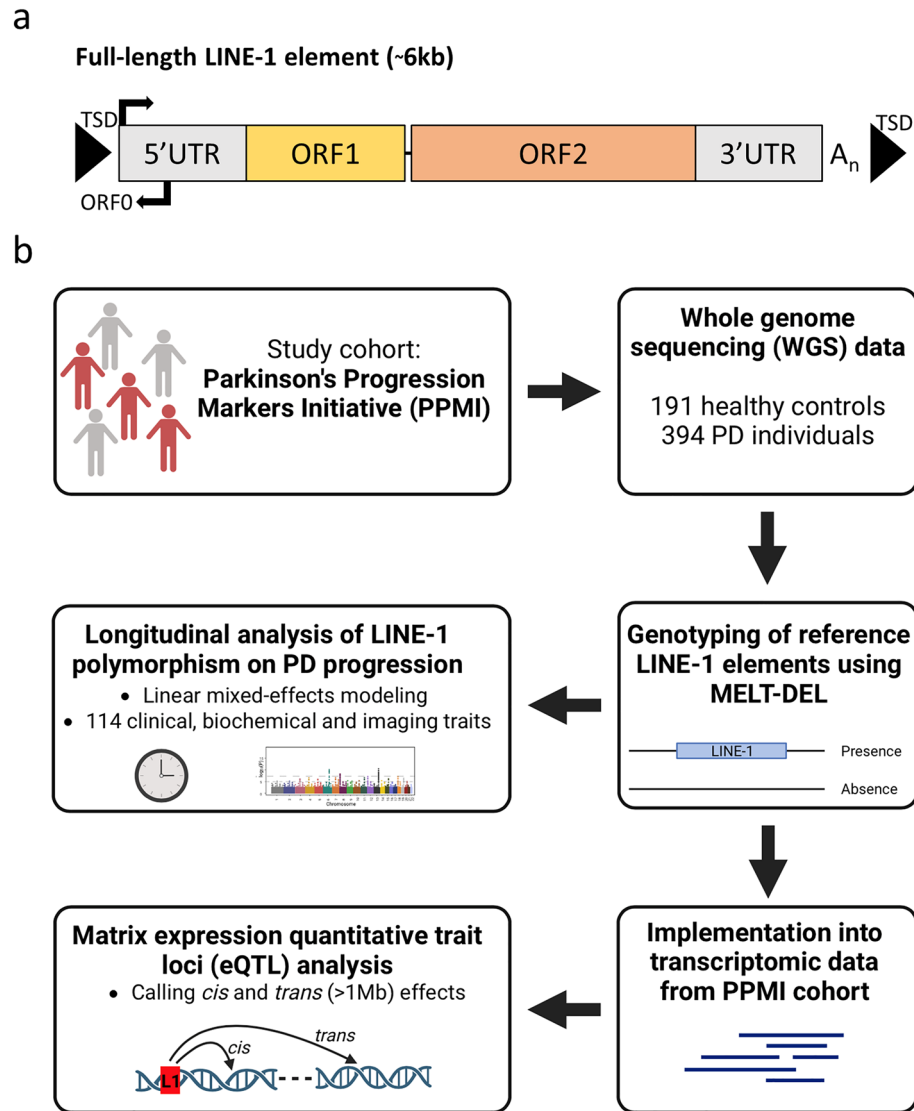 a
Full-length LINE-1 element (~6kb)
TSD
TSD
5'UTR
ORF1
ORF2
3'UTR
An
ORF0
b
Study cohort:
Parkinson's Progression
Markers Initiative (PPMI)
Whole genome
sequencing (WGS) data
191 healthy controls
394 PD individuals
Longitudinal analysis of LINE-1
polymorphism on PD progression
• Linear mixed-effects modeling
• 114 clinical, biochemical and imaging traits
Chromosome
Genotyping of reference
LINE-1 elements using
MELT-DEL
LINE-1
Presence
Absence
Matrix expression quantitative trait
loci (eQTL) analysis
• Calling cis and trans (>1Mb) effects
cis
trans
L1
Implementation into
transcriptomic data
from PPMI cohort